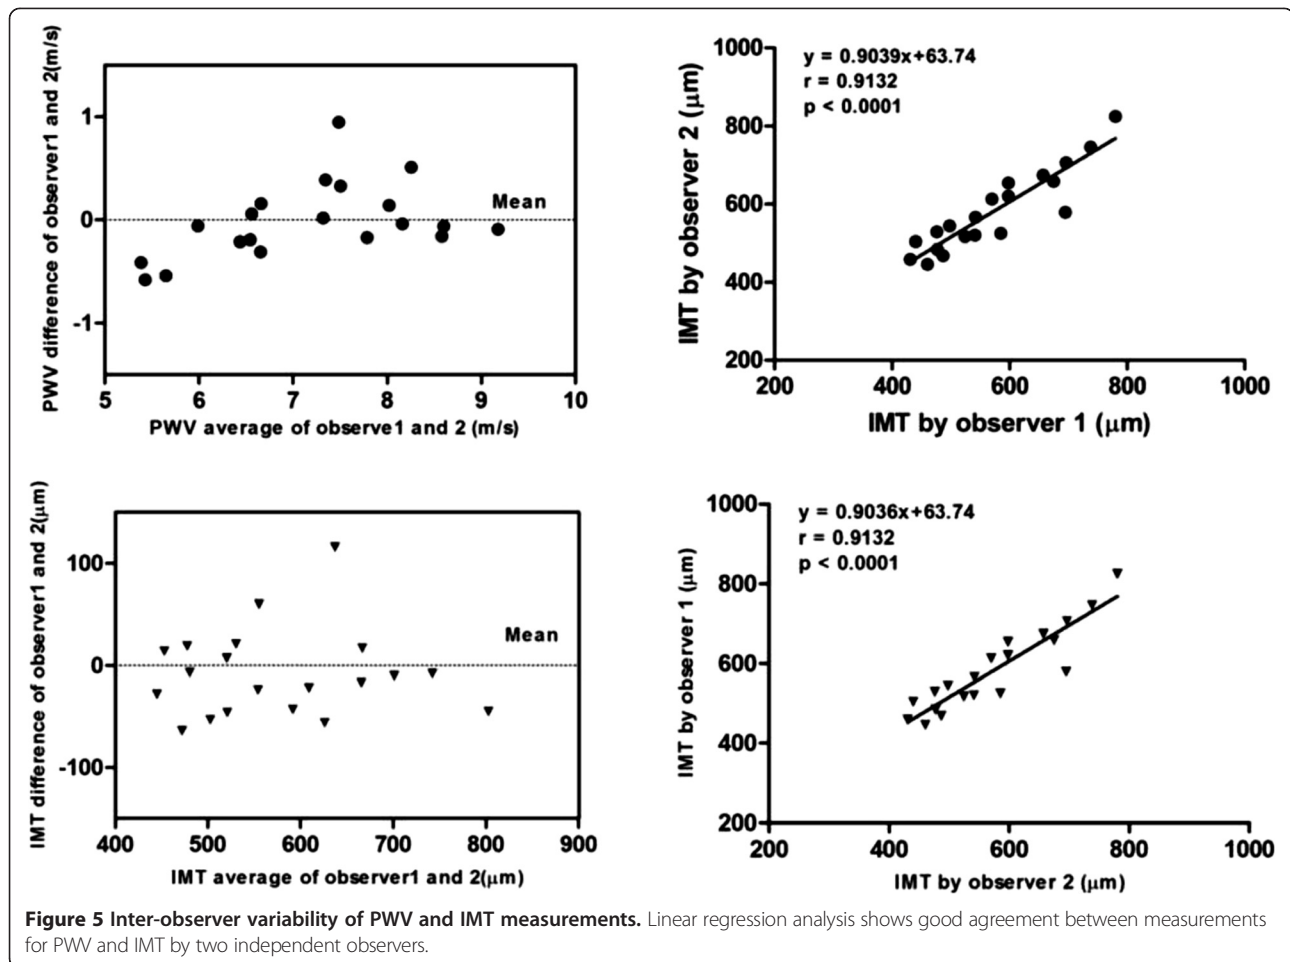 PWV difference of observer1 and 2(m/s)
1
0
-1
Mean
5 6 7 8 9 10
PWV average of observe1 and 2 (m/s)
IMT by observer 2 (μm)
1000
800
600
400
200
y = 0.9039x+63.74
r = 0.9132
p < 0.0001
200 400 600 800 1000
IMT by observer 1 (μm)
IMT difference of observer1 and 2(μm)
100
0
-100
Mean
400 500 600 700 800 900
IMT average of observer1 and 2(μm)
IMT by observer 1 (μm)
1000
800
600
400
200
y = 0.9036x+63.74
r = 0.9132
p < 0.0001
200 400 600 800 1000
IMT by observer 2 (μm)
Figure 5 Inter-observer variability of PWV and IMT measurements. Linear regression analysis shows good agreement between measurements
for PWV and IMT by two independent observers.